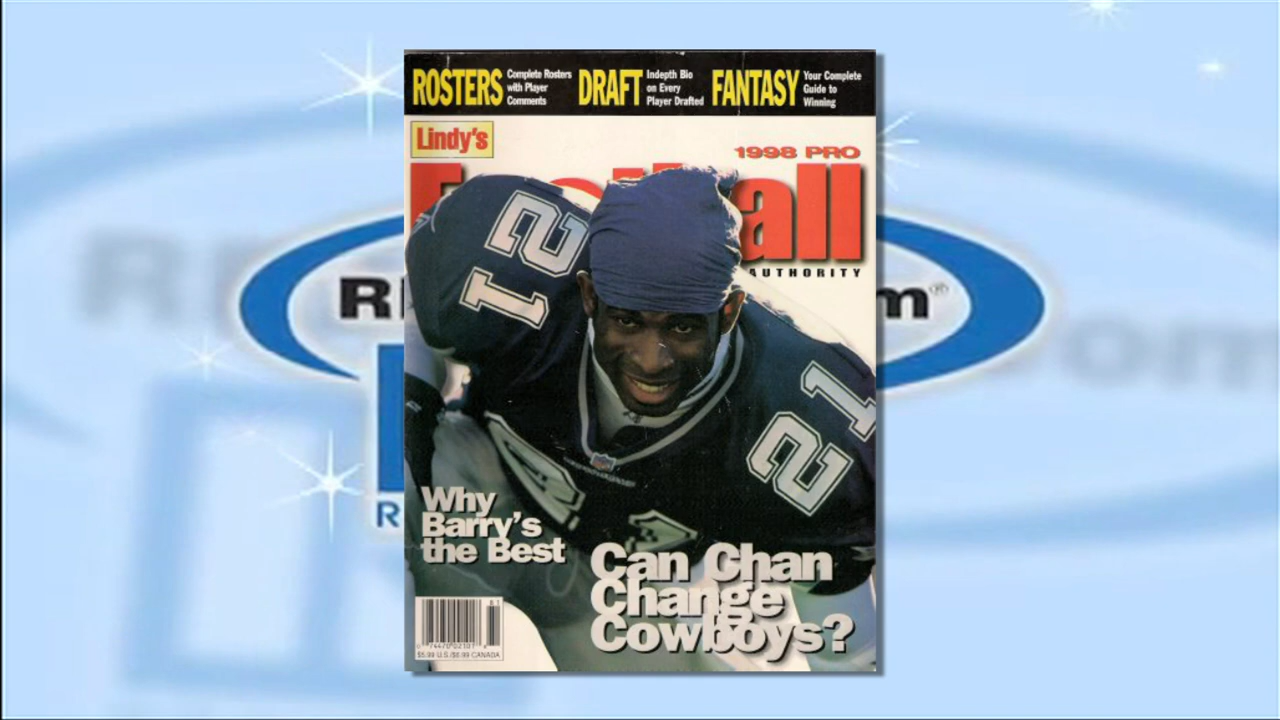 ROSTERS
Complete Rosters
with Player
Comments
DRAFT
Indepth Bio
on Every
Player Drafted
FANTASY
Your Complete
Guide to
Winning
Lindy's
1998 PRO
AUTHORITY
21
21
Why
Barry's
the Best
Can Chan
Change
Cowboys?
$5.99 U.S./$6.99 CANADA